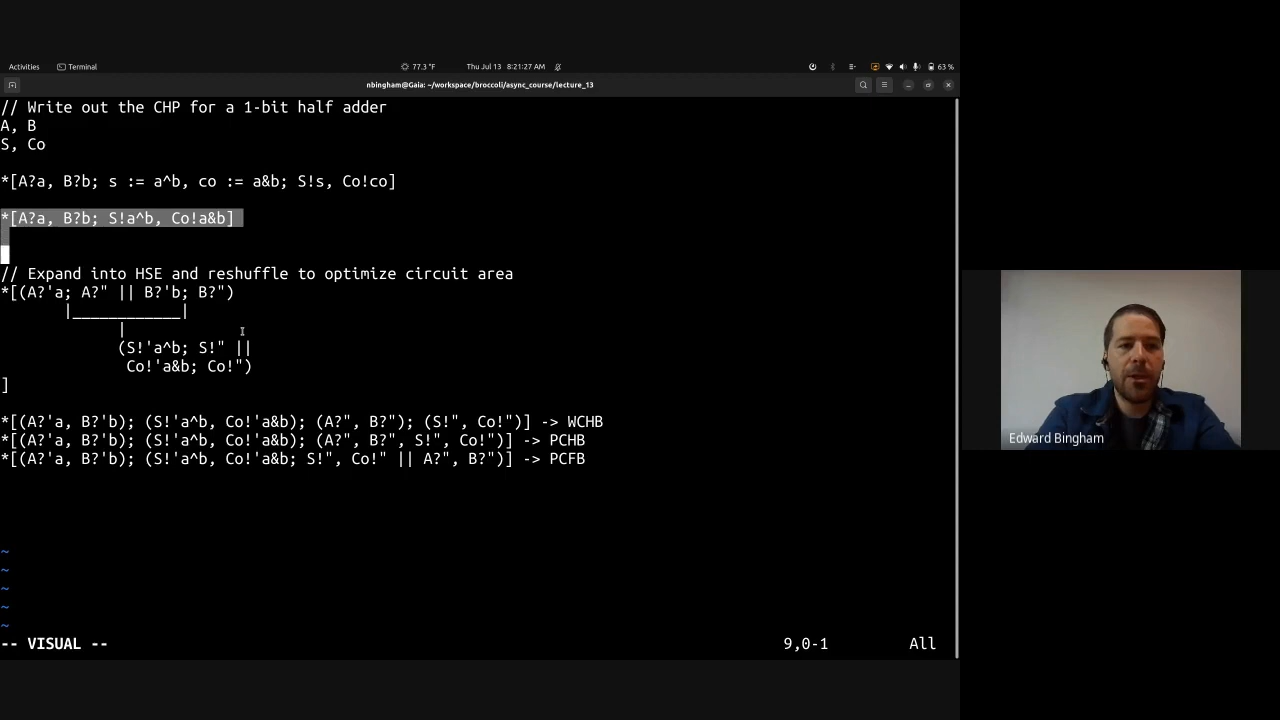 Activities Terminal 77.3 °F Thu Jul 13 8:21:27 AM 63 %
nbingham@Gaia: ~/workspace/broccoli/async_course/lecture_13
// Write out the CHP for a 1-bit half adder
A, B
S, Co
*[A?a, B?b; s := a^b, co := a&b; S!s, Co!co]
*[A?a, B?b; S!a^b, Co!a&b]
// Expand into HSE and reshuffle to optimize circuit area
*[(A?'a; A?" || B?'b; B?")
|____________|
|
(S!'a^b; S!" ||
Co!'a&b; Co!")
]
*[(A?'a, B?'b); (S!'a^b, Co!'a&b); (A?", B?"); (S!", Co!")] -> WCHB
*[(A?'a, B?'b); (S!'a^b, Co!'a&b); (A?", B?", S!", Co!")] -> PCHB
*[(A?'a, B?'b); (S!'a^b, Co!'a&b; S!", Co!" || A?", B?")] -> PCFB
~
~
~
~
~
-- VISUAL -- 9,0-1 All
Edward Bingham